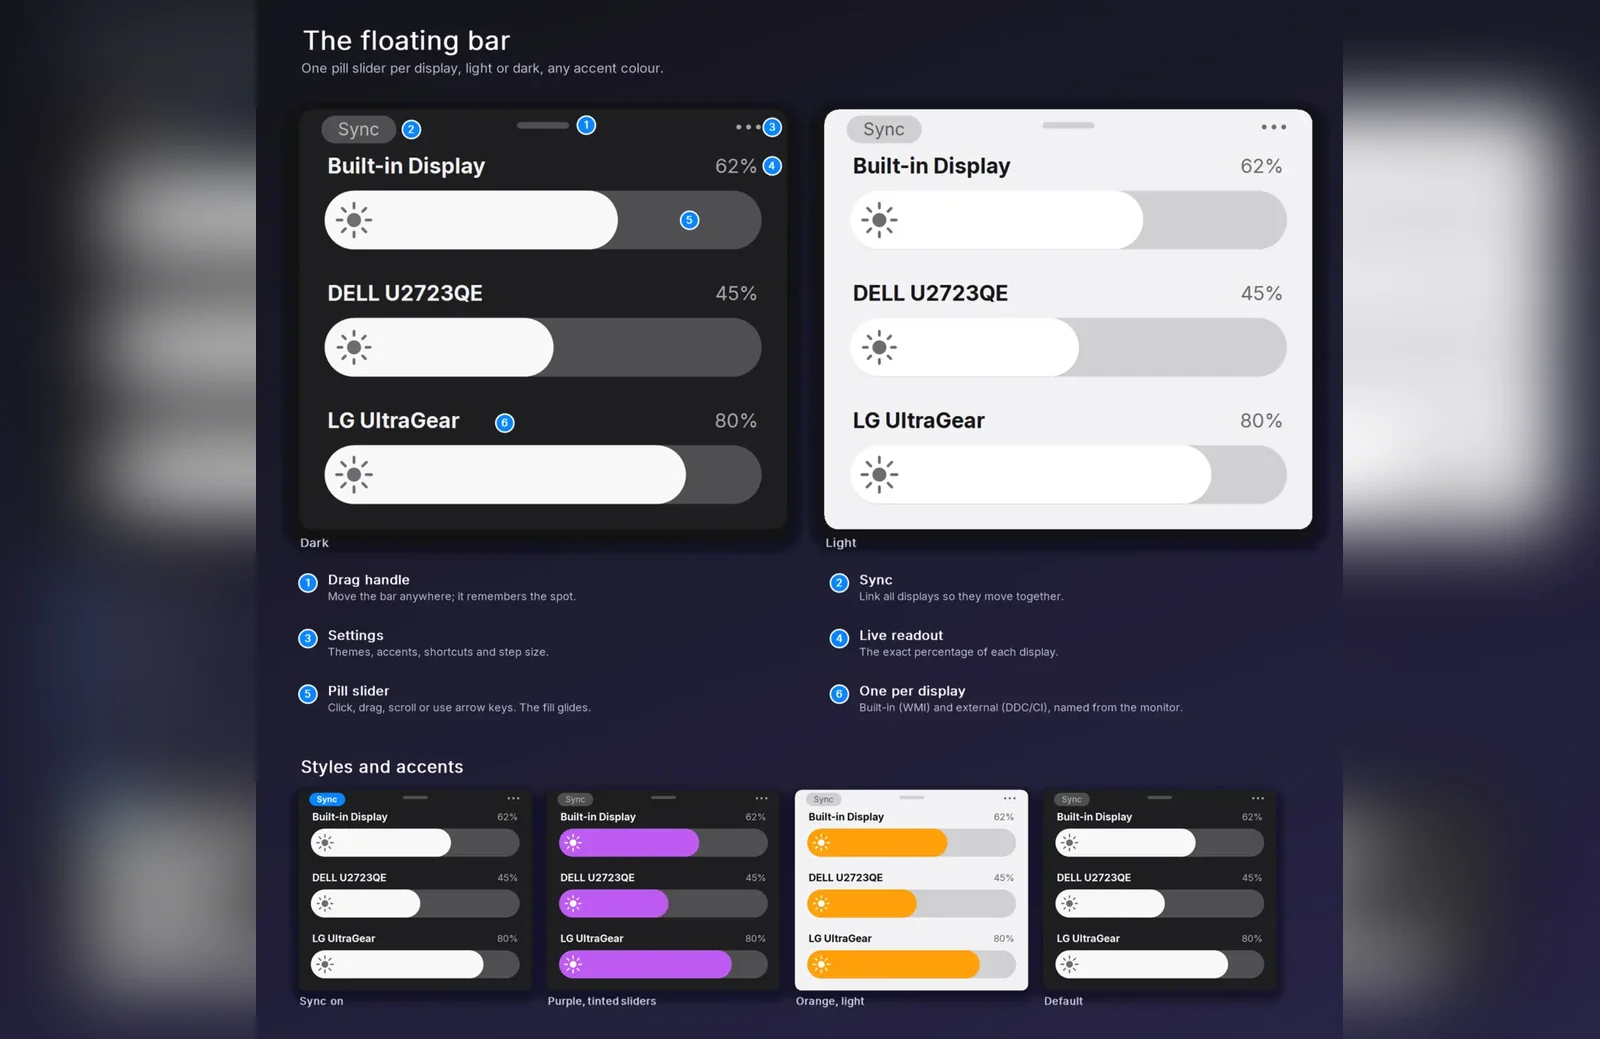 The floating bar
One pill slider per display, light or dark, any accent colour.
Sync 2 1 ••• 3
Built-in Display 62% 4
5
DELL U2723QE 45%
LG UltraGear 6 80%
Dark
Sync •••
Built-in Display 62%
DELL U2723QE 45%
LG UltraGear 80%
Light
1 Drag handle
Move the bar anywhere; it remembers the spot.
2 Sync
Link all displays so they move together.
3 Settings
Themes, accents, shortcuts and step size.
4 Live readout
The exact percentage of each display.
5 Pill slider
Click, drag, scroll or use arrow keys. The fill glides.
6 One per display
Built-in (WMI) and external (DDC/CI), named from the monitor.
Styles and accents
Sync •••
Built-in Display 62%
DELL U2723QE 45%
LG UltraGear 80%
Sync on
Sync •••
Built-in Display 62%
DELL U2723QE 45%
LG UltraGear 80%
Purple, tinted sliders
Sync •••
Built-in Display 62%
DELL U2723QE 45%
LG UltraGear 80%
Orange, light
Sync •••
Built-in Display 62%
DELL U2723QE 45%
LG UltraGear 80%
Default